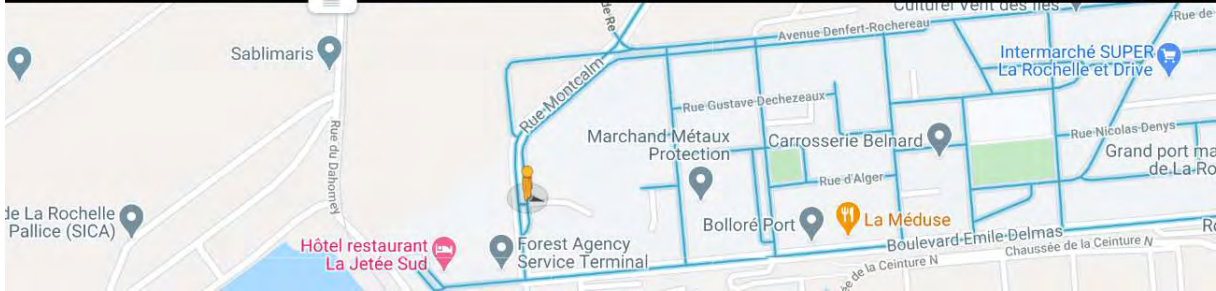 Culturel Vent des Îles
de Re
Avenue Denfert-Rochereau
Rue de
Sablimaris
Intermarché SUPER
La Rochelle et Drive
Rue Montcalm
Rue Gustave Dechezeaux
Rue du Dahomey
Marchand Métaux
Protection
Carrosserie Belnard
Rue Nicolas Denys
Grand port ma
de La Ro
Rue d'Alger
de La Rochelle
Pallice (SICA)
Bolloré Port
La Méduse
Hôtel restaurant
La Jetée Sud
Forest Agency
Service Terminal
Boulevard Emile Delmas
Chaussée de la Ceinture N
ée de la Ceinture N
R